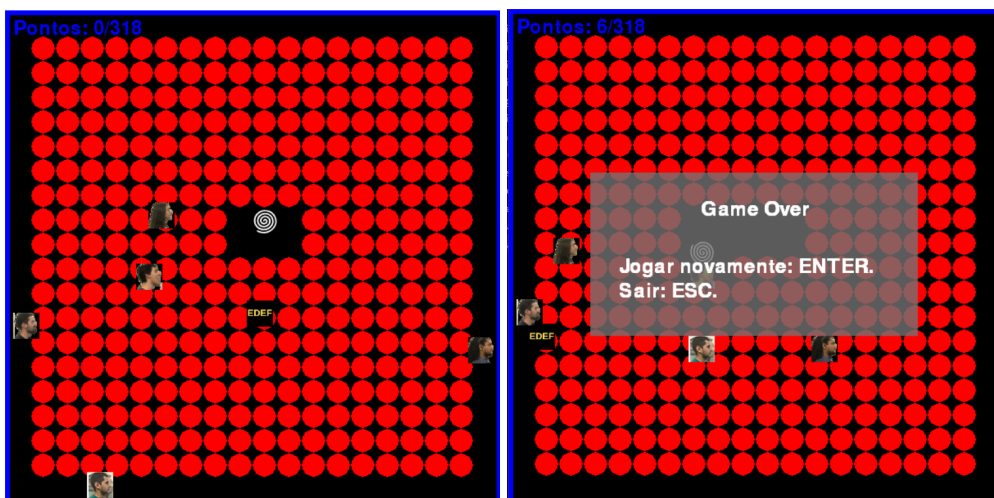 Pontos: 0/318
EDEF
Pontos: 6/318
Game Over
Jogar novamente: ENTER.
Sair: ESC.
EDEF